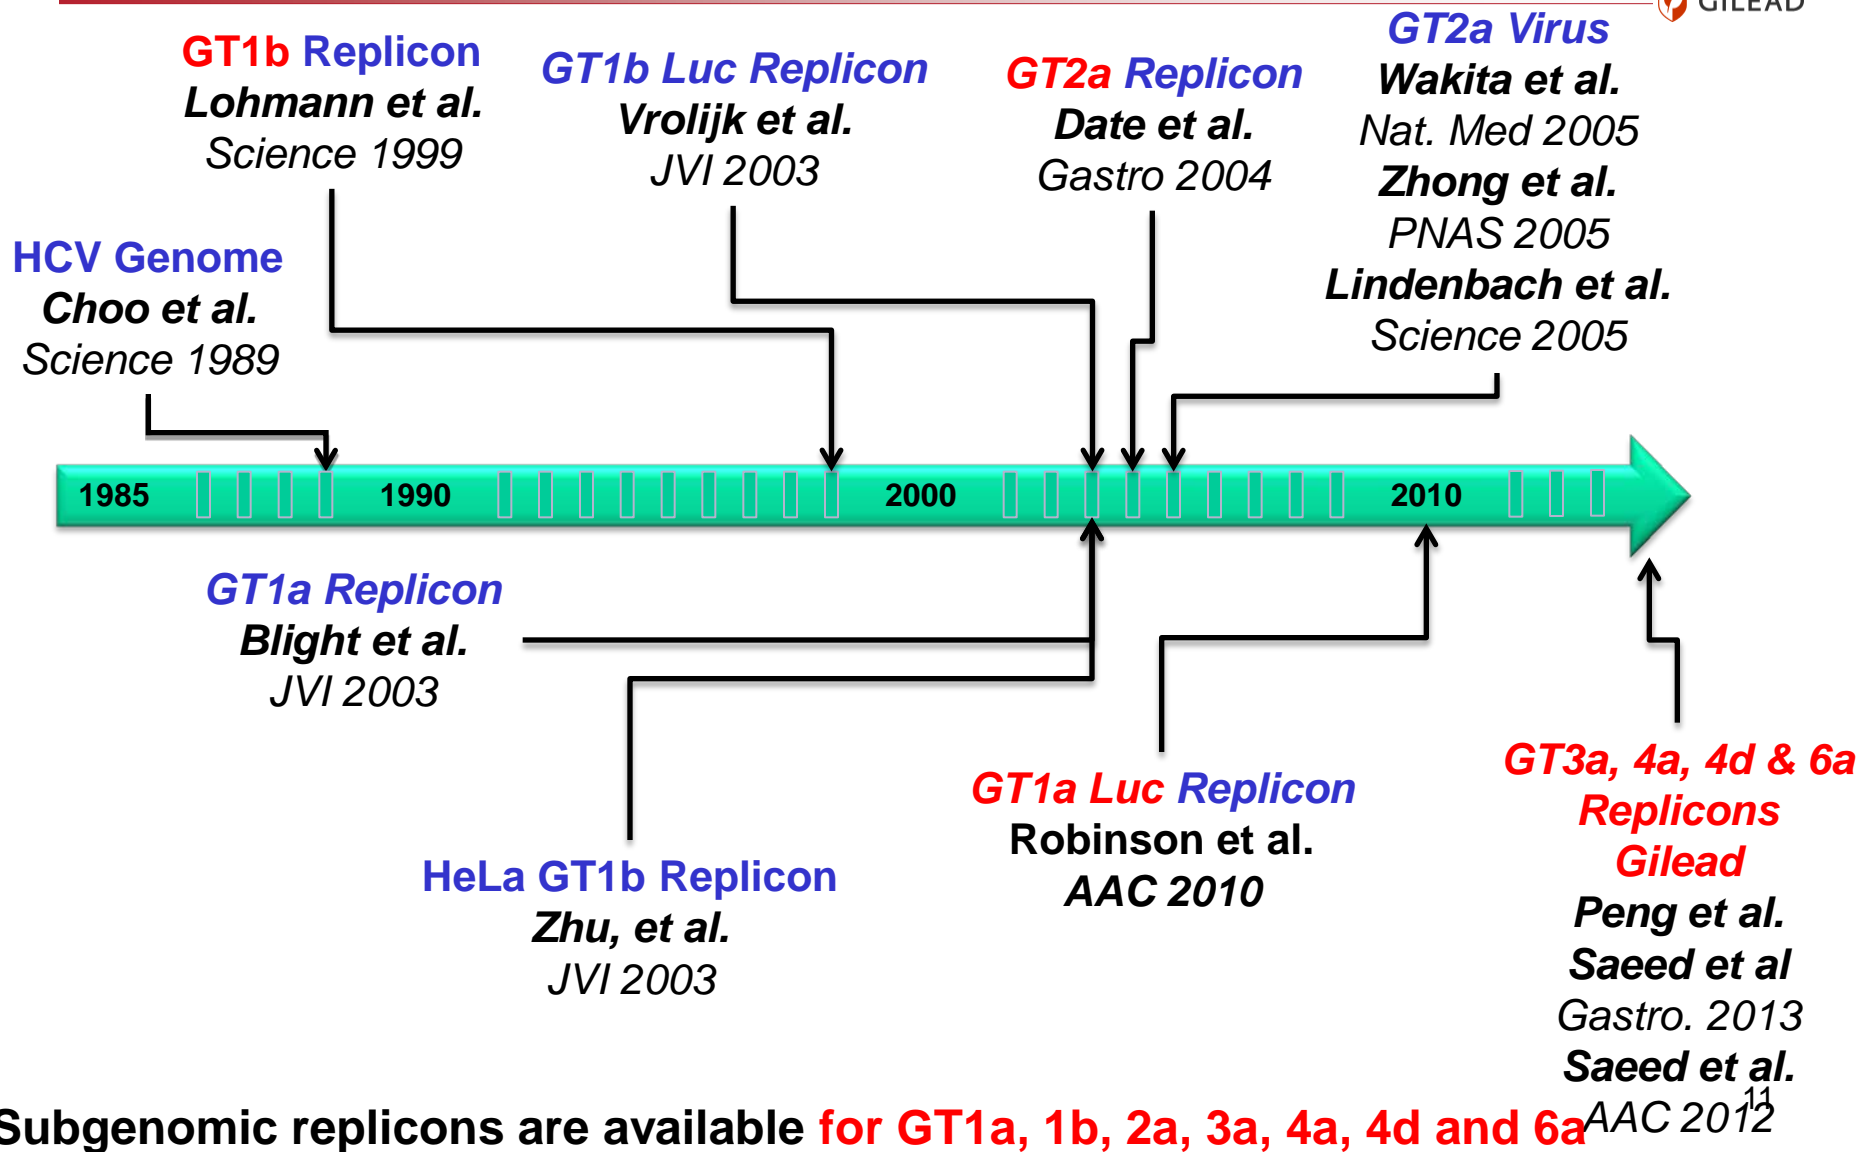 GILEAD
GT1b Replicon
Lohmann et al.
Science 1999
GT1b Luc Replicon
Vrolijk et al.
JVI 2003
GT2a Replicon
Date et al.
Gastro 2004
GT2a Virus
Wakita et al.
Nat. Med 2005
Zhong et al.
PNAS 2005
Lindenbach et al.
Science 2005
HCV Genome
Choo et al.
Science 1989
1985 1990 2000 2010
GT1a Replicon
Blight et al.
JVI 2003
HeLa GT1b Replicon
Zhu, et al.
JVI 2003
GT1a Luc Replicon
Robinson et al.
AAC 2010
GT3a, 4a, 4d & 6a
Replicons
Gilead
Peng et al.
Saeed et al
Gastro. 2013
Saeed et al.
AAC 2012
11
Subgenomic replicons are available for GT1a, 1b, 2a, 3a, 4a, 4d and 6a